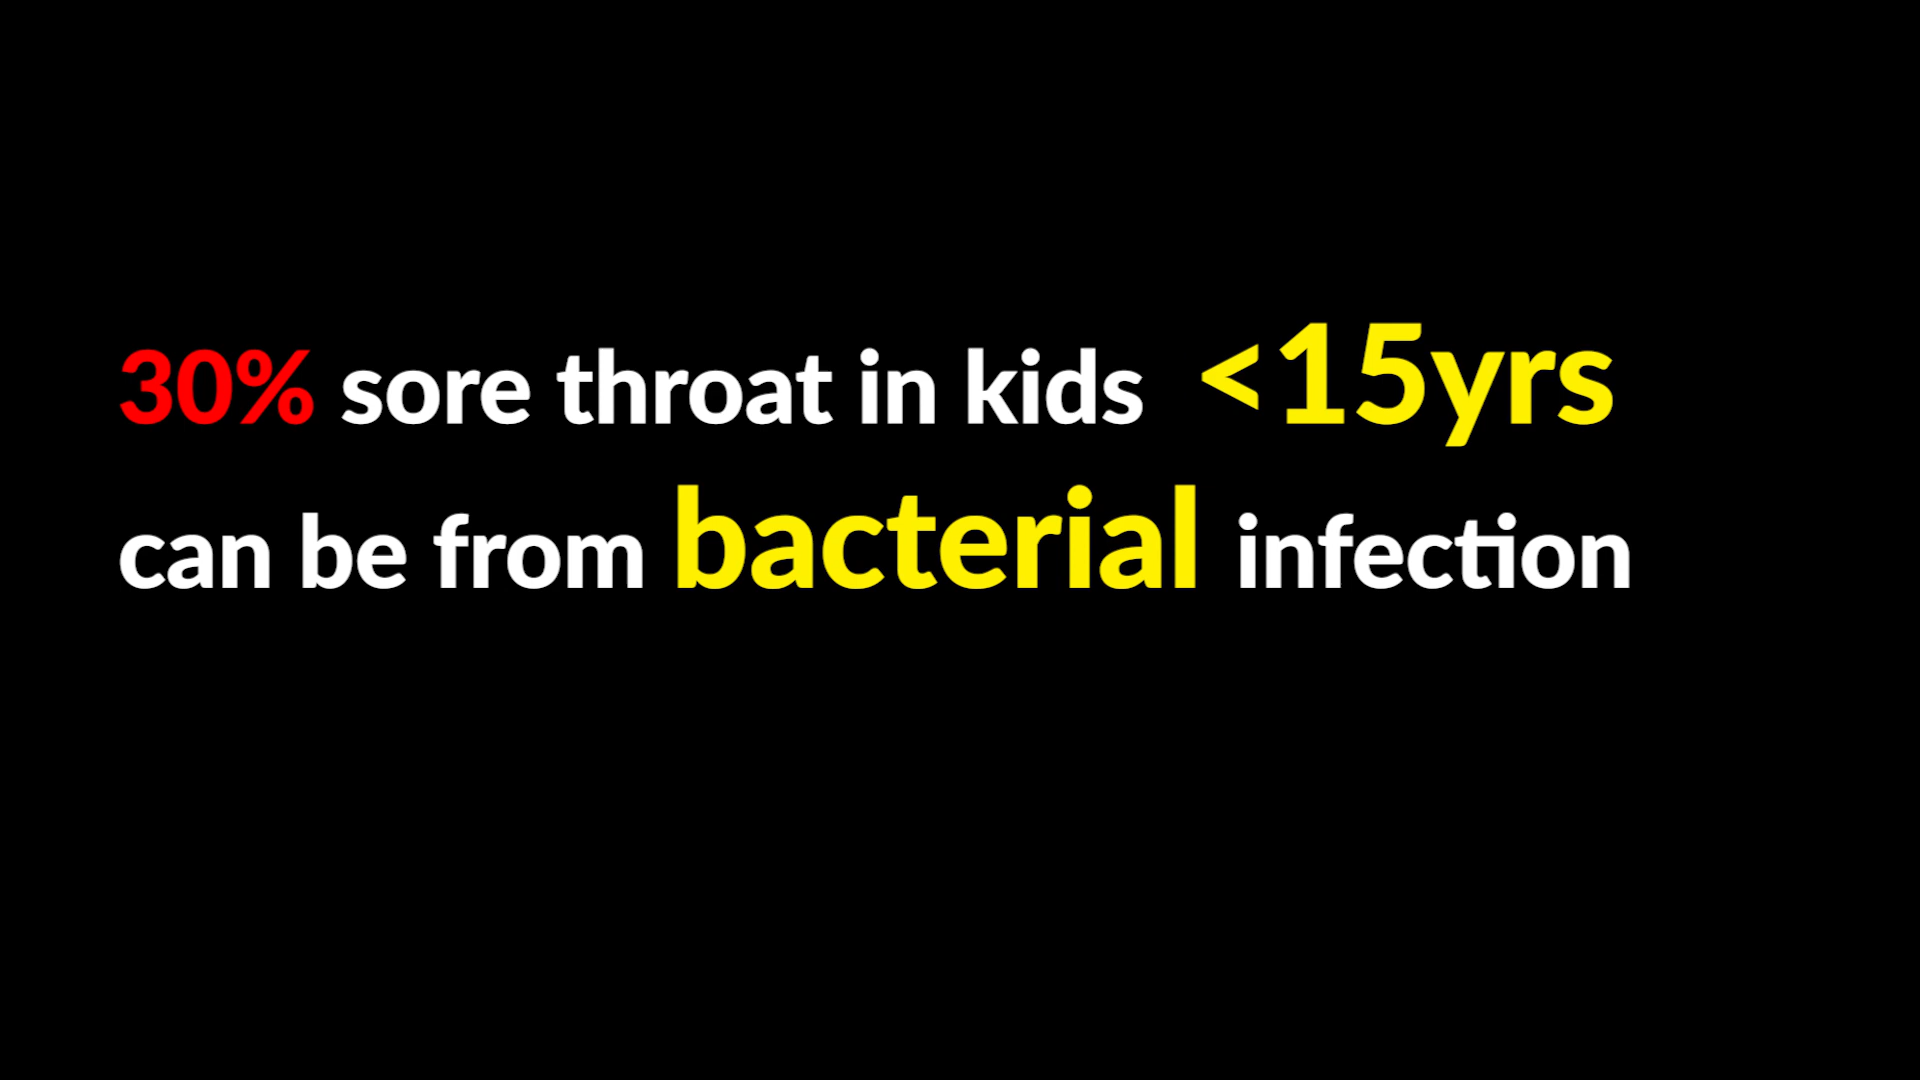 30% sore throat in kids <15yrs
can be from bacterial infection